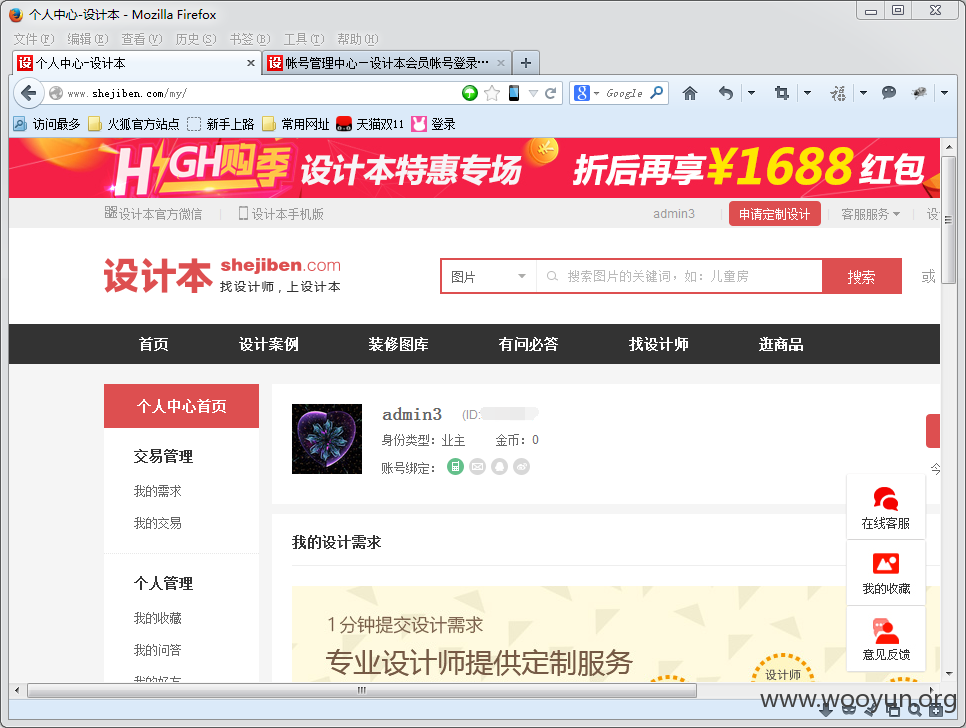 个人中心-设计本 - Mozilla Firefox
文件(F) 编辑(E) 查看(V) 历史(S) 书签(B) 工具(T) 帮助(H)
设 个人中心-设计本 × 设 帐号管理中心－设计本会员帐号登录… × +
www.shejiben.com/my/ Google
访问最多 火狐官方站点 新手上路 常用网址 天猫双11 登录
HIGH购季 设计本特惠专场 折后再享¥1688红包
设计本官方微信 设计本手机版 admin3 申请定制设计 客服服务 设
设计本 shejiben.com
找设计师，上设计本
图片 搜索图片的关键词，如：儿童房 搜索 或
首页 设计案例 装修图库 有问必答 找设计师 逛商品
个人中心首页
交易管理
我的需求
我的交易
个人管理
我的收藏
我的问答
我的好友
admin3 (ID:
身份类型：业主 金币：0
账号绑定：
今
我的设计需求
1分钟提交设计需求
专业设计师提供定制服务
设计师
在线客服
我的收藏
意见反馈
www.wooyun.org